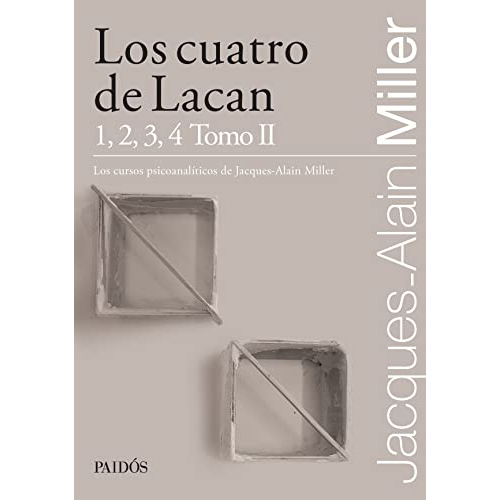 Los cuatro
de Lacan
1, 2, 3, 4 Tomo II
Los cursos psicoanalíticos de Jacques-Alain Miller
Jacques-Alain Miller
PAIDÓS